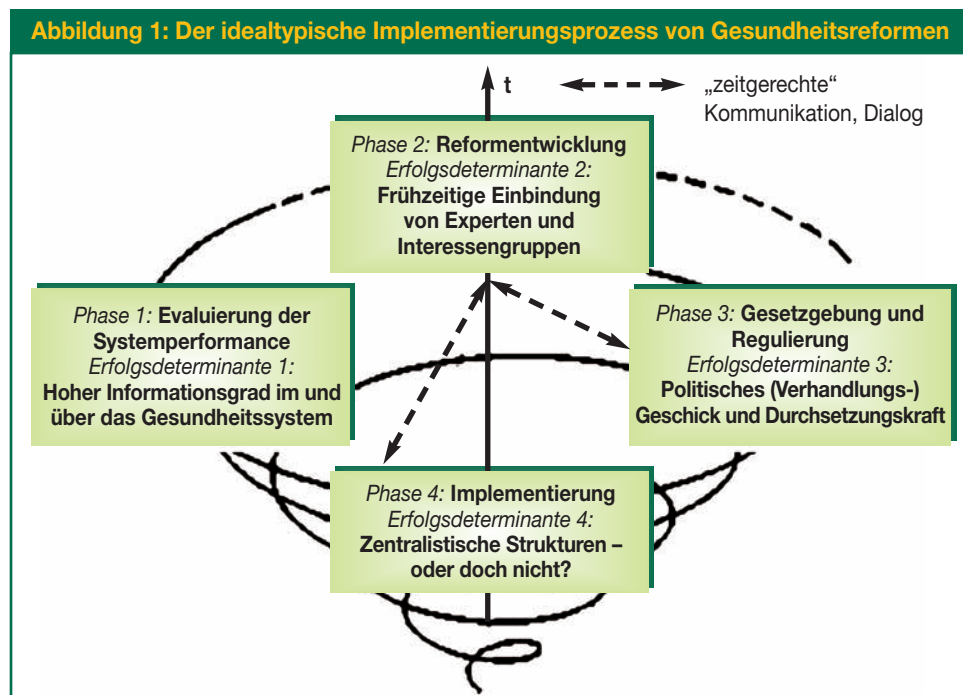 Abbildung 1: Der idealtypische Implementierungsprozess von Gesundheitsreformen
t
„zeitgerechte“
Kommunikation, Dialog
Phase 2: Reformentwicklung
Erfolgsdeterminante 2:
Frühzeitige Einbindung
von Experten und
Interessengruppen
Phase 1: Evaluierung der
Systemperformance
Erfolgsdeterminante 1:
Hoher Informationsgrad im und
über das Gesundheitssystem
Phase 3: Gesetzgebung und
Regulierung
Erfolgsdeterminante 3:
Politisches (Verhandlungs-)
Geschick und Durchsetzungskraft
Phase 4: Implementierung
Erfolgsdeterminante 4:
Zentralistische Strukturen –
oder doch nicht?